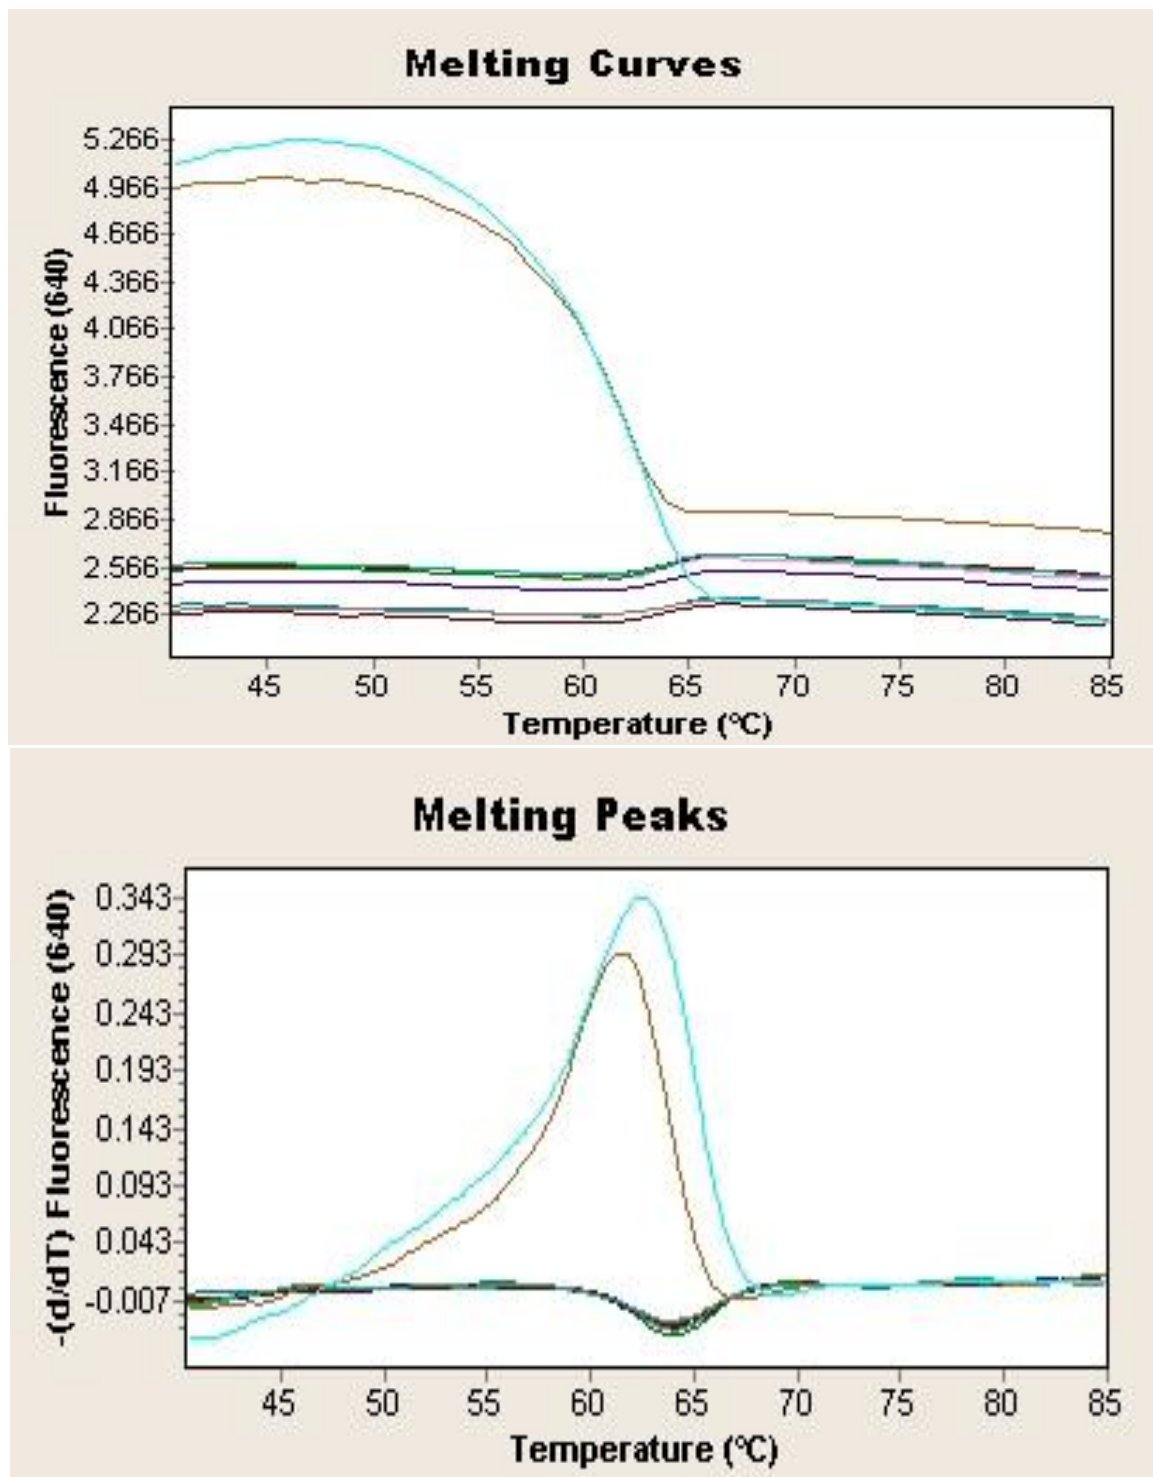 Melting Curves
5.266
4.966
4.666
4.366
4.066
3.766
3.466
3.166
2.866
2.566
2.266
Fluorescence (640)
45 50 55 60 65 70 75 80 85
Temperature (ºC)
Melting Peaks
0.343
0.293
0.243
0.193
0.143
0.093
0.043
-0.007
-(d/dT) Fluorescence (640)
45 50 55 60 65 70 75 80 85
Temperature (ºC)